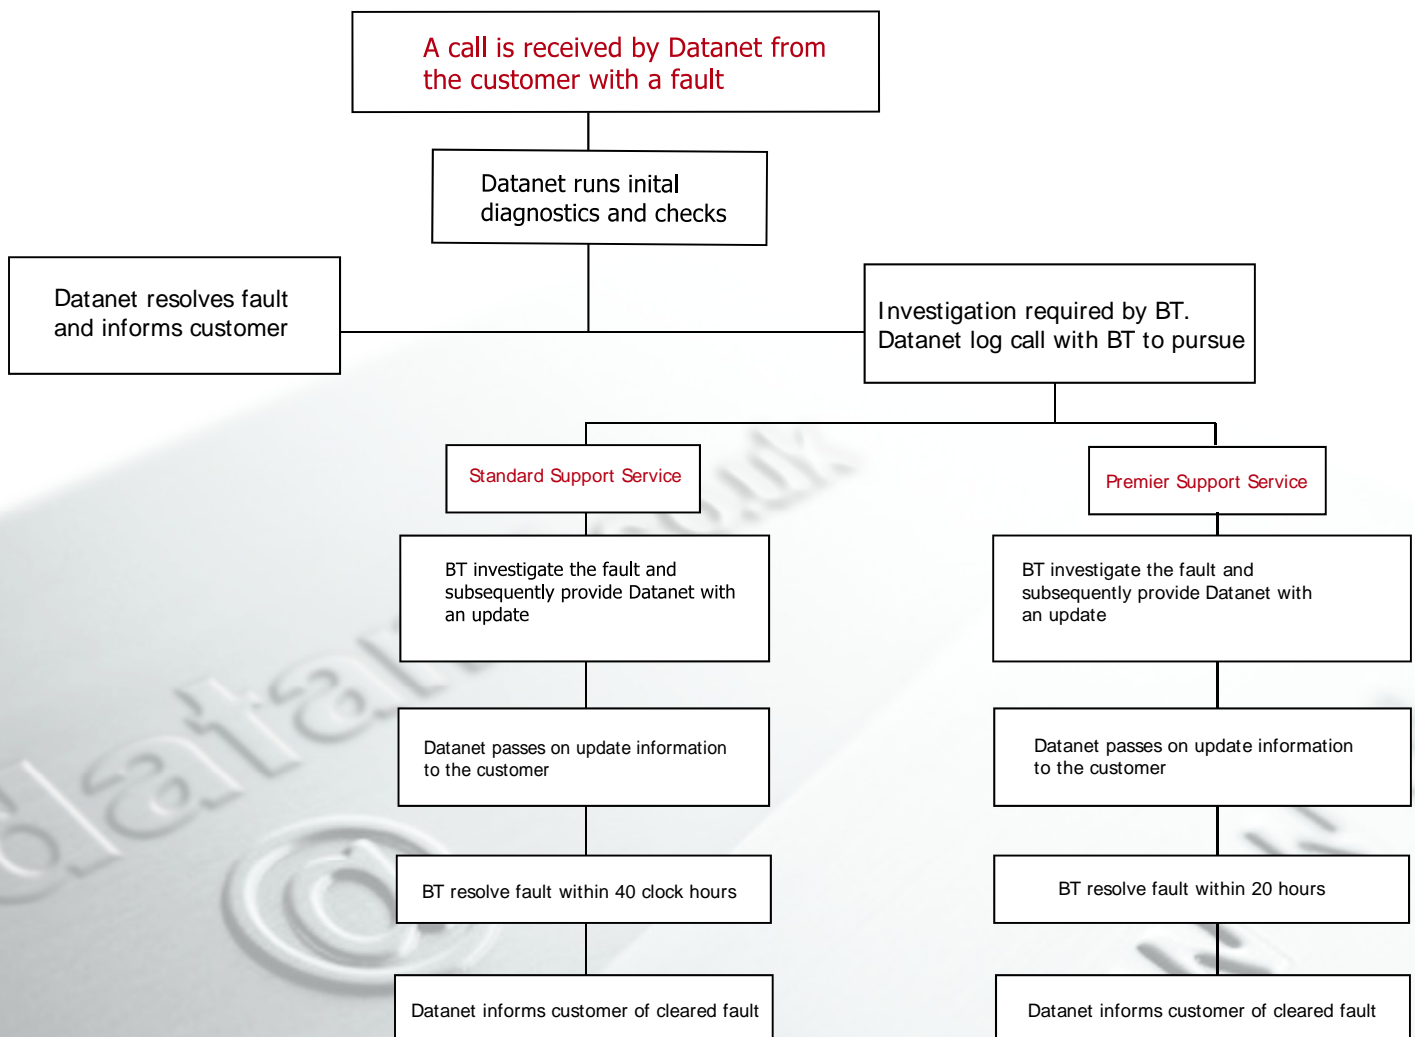 A call is received by Datanet from
the customer with a fault
Datanet runs inital
diagnostics and checks
Datanet resolves fault
and informs customer
Investigation required by BT.
Datanet log call with BT to pursue
Standard Support Service
Premier Support Service
BT investigate the fault and
subsequently provide Datanet with
an update
BT investigate the fault and
subsequently provide Datanet with
an update
Datanet passes on update information
to the customer
Datanet passes on update information
to the customer
BT resolve fault within 40 clock hours
BT resolve fault within 20 hours
Datanet informs customer of cleared fault
Datanet informs customer of cleared fault